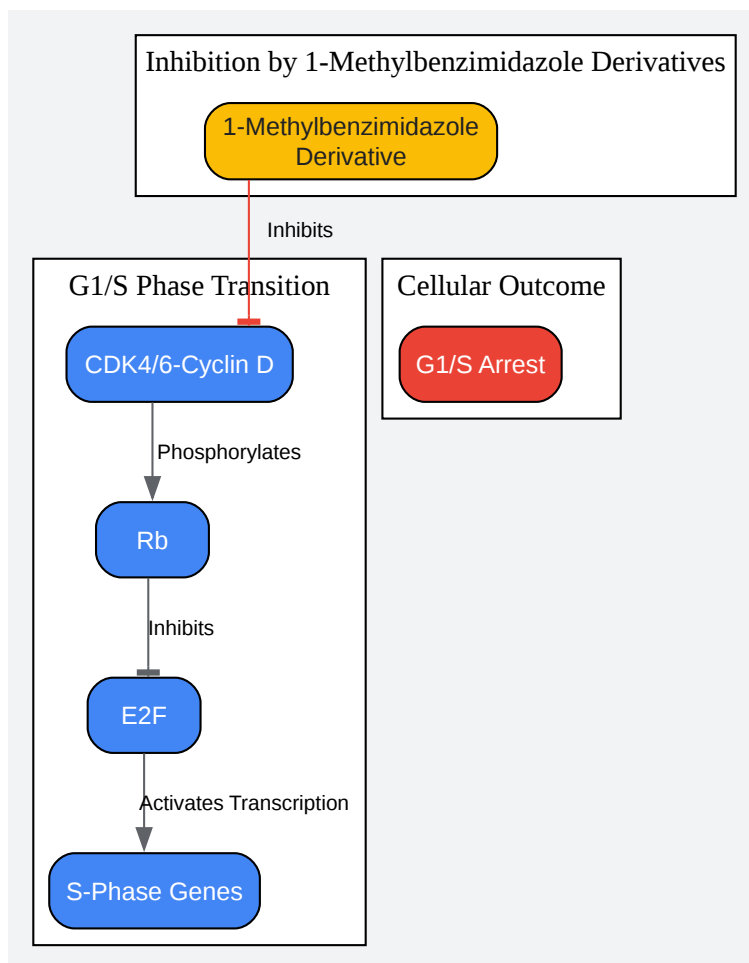 Inhibition by 1-Methylbenzimidazole Derivatives
1-Methylbenzimidazole
Derivative
Inhibits
G1/S Phase Transition
CDK4/6-Cyclin D
Phosphorylates
Rb
Inhibits
E2F
Activates Transcription
S-Phase Genes
Cellular Outcome
G1/S Arrest